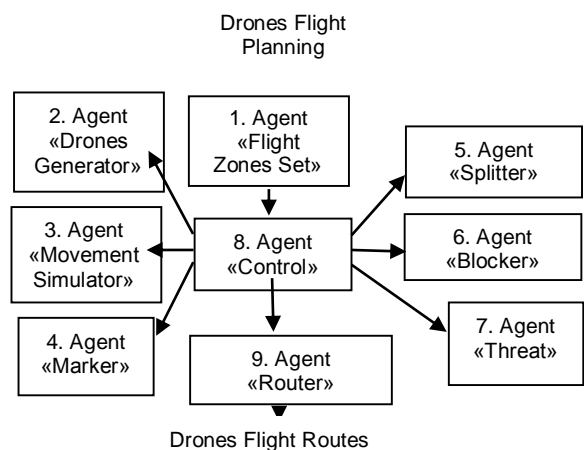 Drones Flight
Planning
2. Agent
«Drones
Generator»
1. Agent
«Flight
Zones Set»
5. Agent
«Splitter»
3. Agent
«Movement
Simulator»
8. Agent
«Control»
6. Agent
«Blocker»
4. Agent
«Marker»
9. Agent
«Router»
7. Agent
«Threat»
Drones Flight Routes